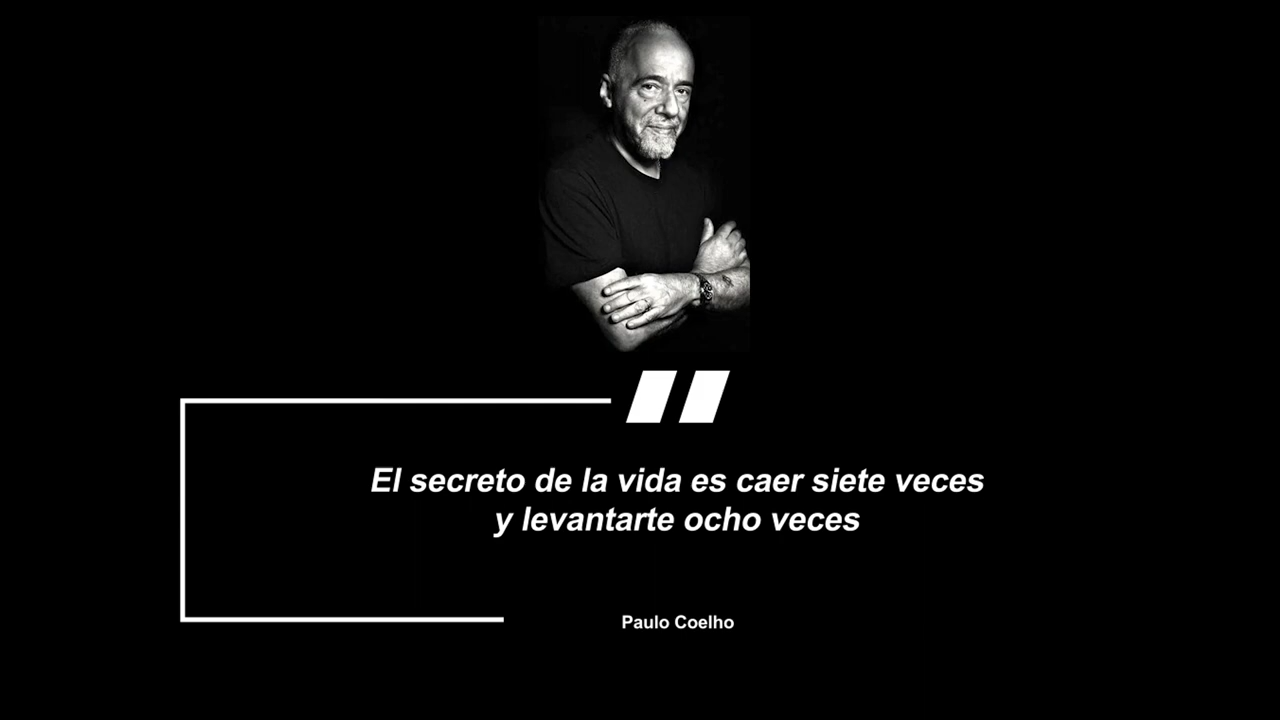 El secreto de la vida es caer siete veces
y levantarte ocho veces
Paulo Coelho